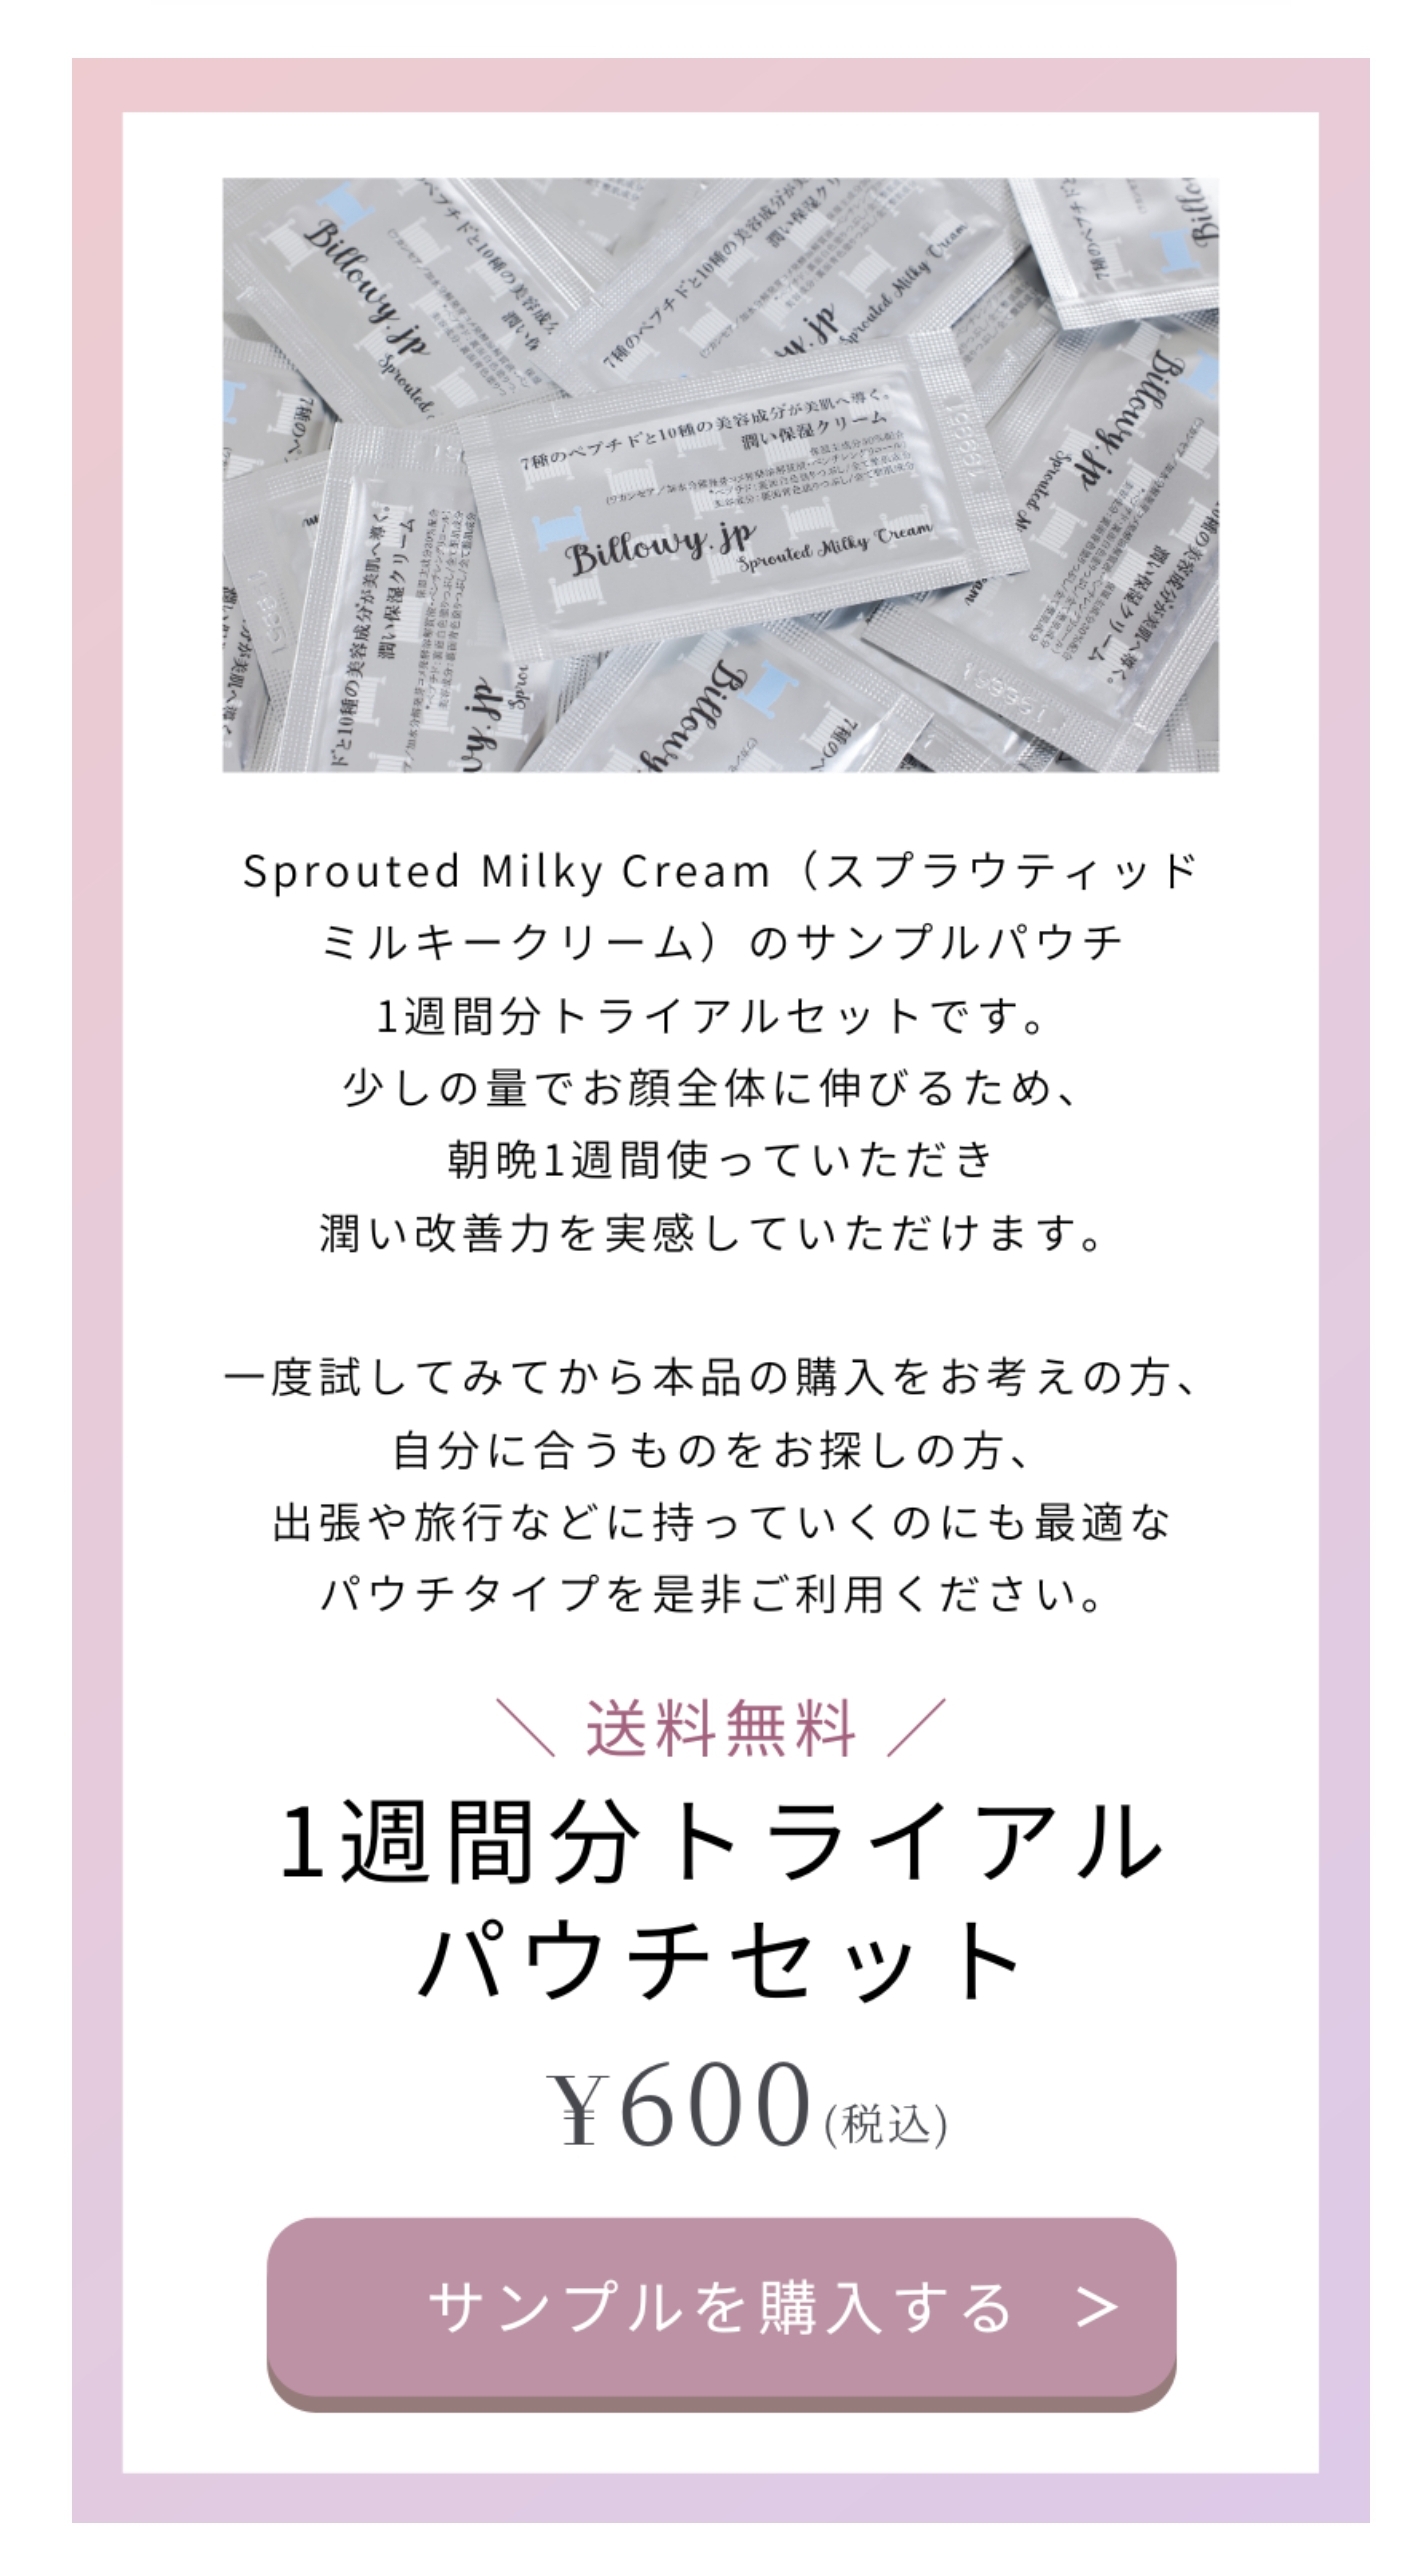 7種のペプチドと10種の美容成分が美肌へ導く。
潤い保湿クリーム
Billowy.jp
Sprouted Milky Cream
Sprouted Milky Cream（スプラウティッド
ミルキークリーム）のサンプルパウチ
1週間分トライアルセットです。
少しの量でお顔全体に伸びるため、
朝晩1週間使っていただき
潤い改善力を実感していただけます。
一度試してみてから本品の購入をお考えの方、
自分に合うものをお探しの方、
出張や旅行などに持っていくのにも最適な
パウチタイプを是非ご利用ください。
＼ 送料無料 ／
1週間分トライアル
パウチセット
¥600(税込)
サンプルを購入する >